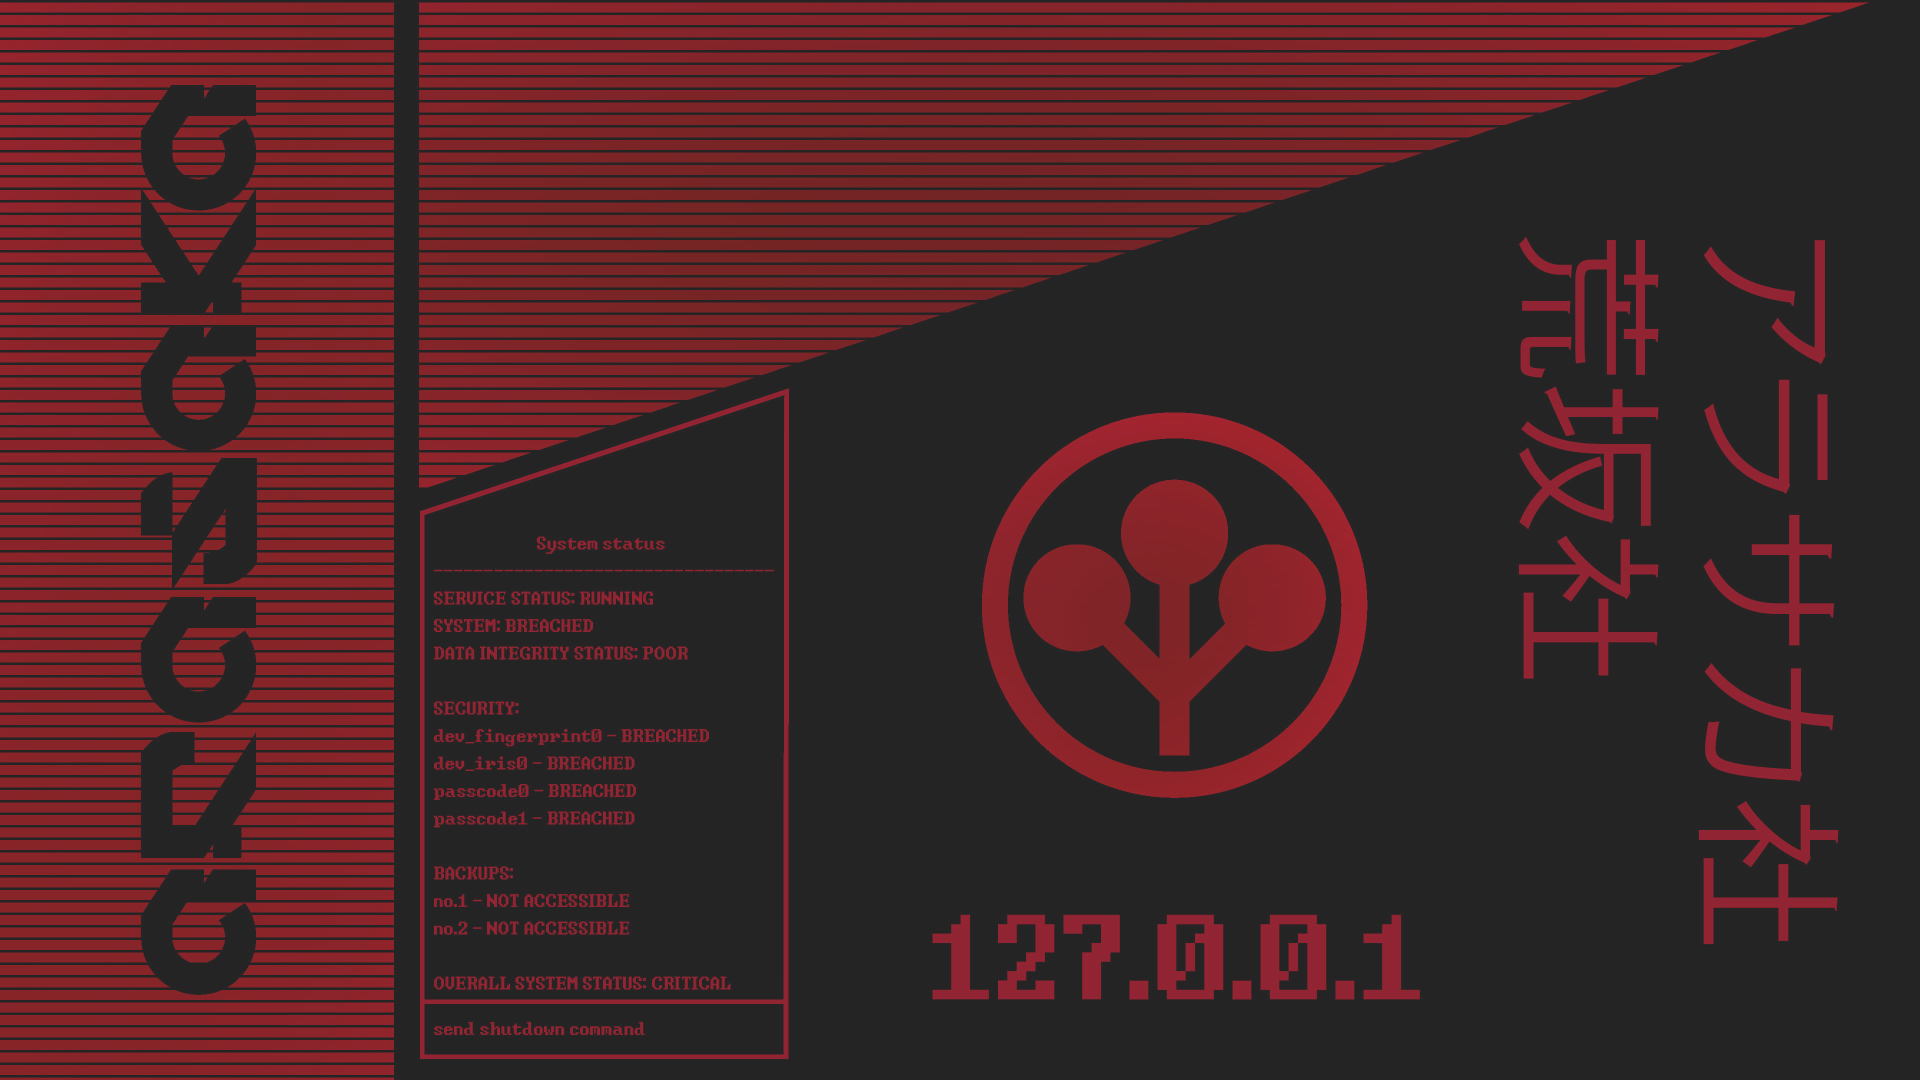 arasaka
System status
----------------------------------
SERVICE STATUS: RUNNING
SYSTEM: BREACHED
DATA INTEGRITY STATUS: POOR
SECURITY:
dev_fingerprint0 - BREACHED
dev_iris0 - BREACHED
passcode0 - BREACHED
passcode1 - BREACHED
BACKUPS:
no.1 - NOT ACCESSIBLE
no.2 - NOT ACCESSIBLE
OVERALL SYSTEM STATUS: CRITICAL
send shutdown command
127.0.0.1
アラサカ社
荒坂社